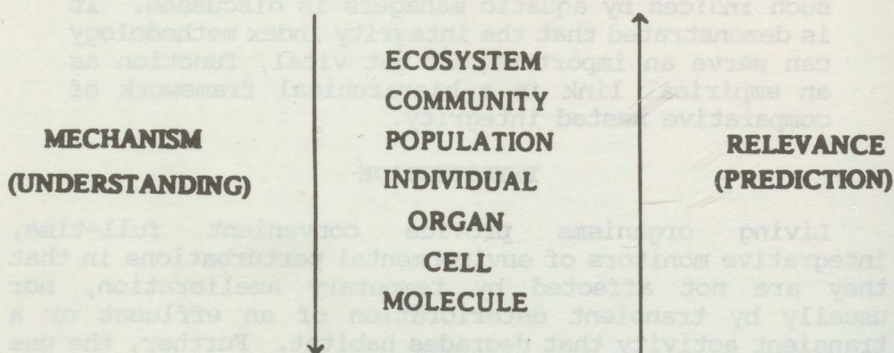 ECOSYSTEM
COMMUNITY
MECHANISM POPULATION RELEVANCE
(UNDERSTANDING) INDIVIDUAL (PREDICTION)
ORGAN
CELL
MOLECULE
such indices by aquatic managers is discussed. It
is demonstrated that the integrity index methodology
can serve an important, vital, function as
an empirical link in a hierarchical framework of
comparative nested integrity.
Living organisms provide convenient full-time,
integrative monitors of environmental perturbations in that
they are not affected by temporary amelioration, nor
usually by transient deterioration of an effluent or a
transient activity that degrades habitat. Further, the use